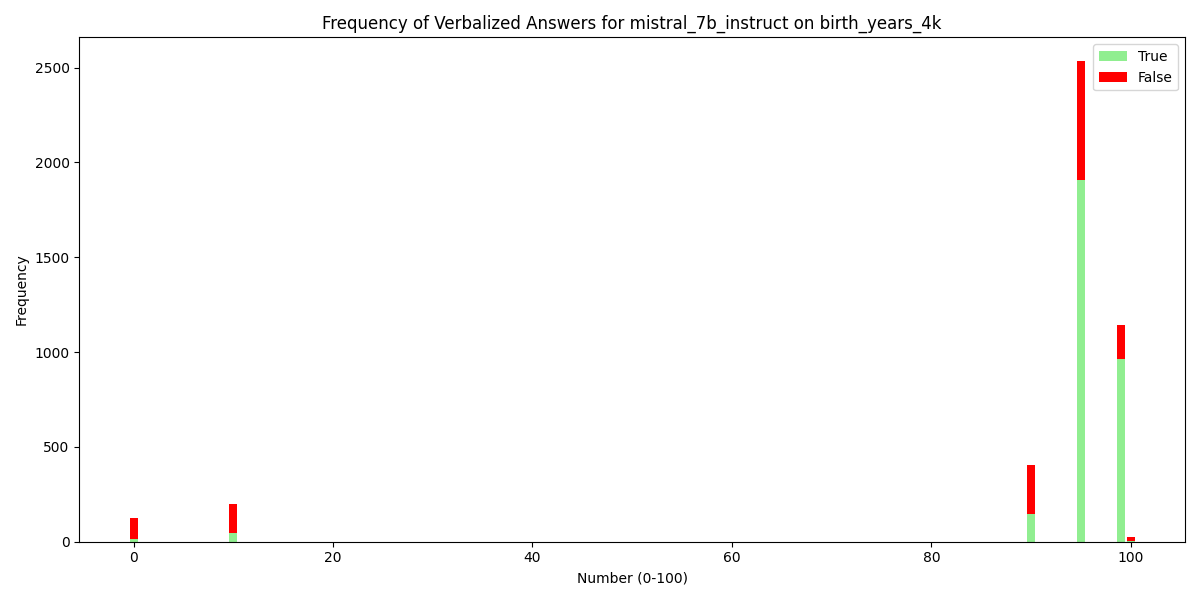 Frequency of Verbalized Answers for mistral_7b_instruct on birth_years_4k
True
False
2500
2000
1500
1000
500
0
Frequency
0 20 40 60 80 100
Number (0-100)